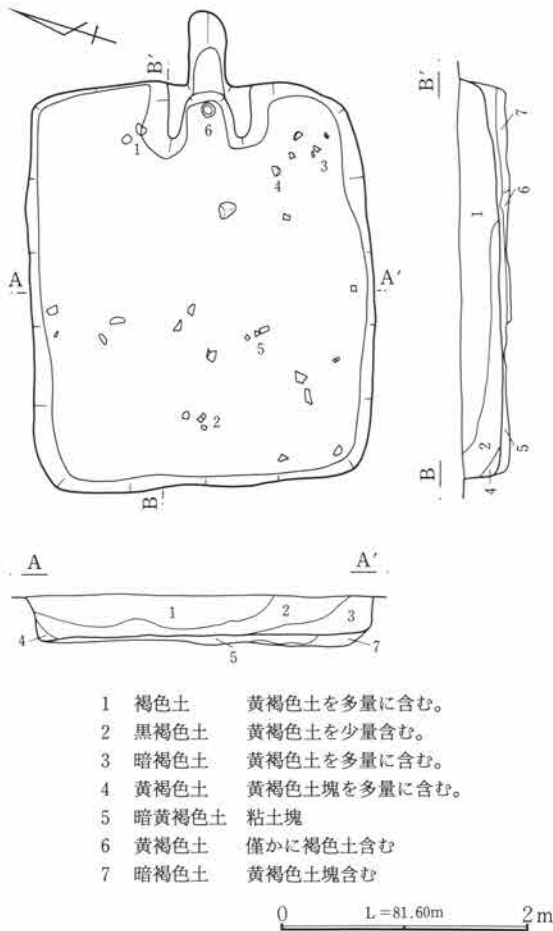 B'
B'
6
1
3
7
4
6
1
A
A'
5
2
5
2
4
B
B
A
A'
1
2
3
4
5
7
1 褐色土 黄褐色土を多量に含む。
2 黒褐色土 黄褐色土を少量含む。
3 暗褐色土 黄褐色土を多量に含む。
4 黄褐色土 黄褐色土塊を多量に含む。
5 暗黄褐色土 粘土塊
6 黄褐色土 僅かに褐色土含む
7 暗褐色土 黄褐色土塊含む
0 L=81.60m 2m